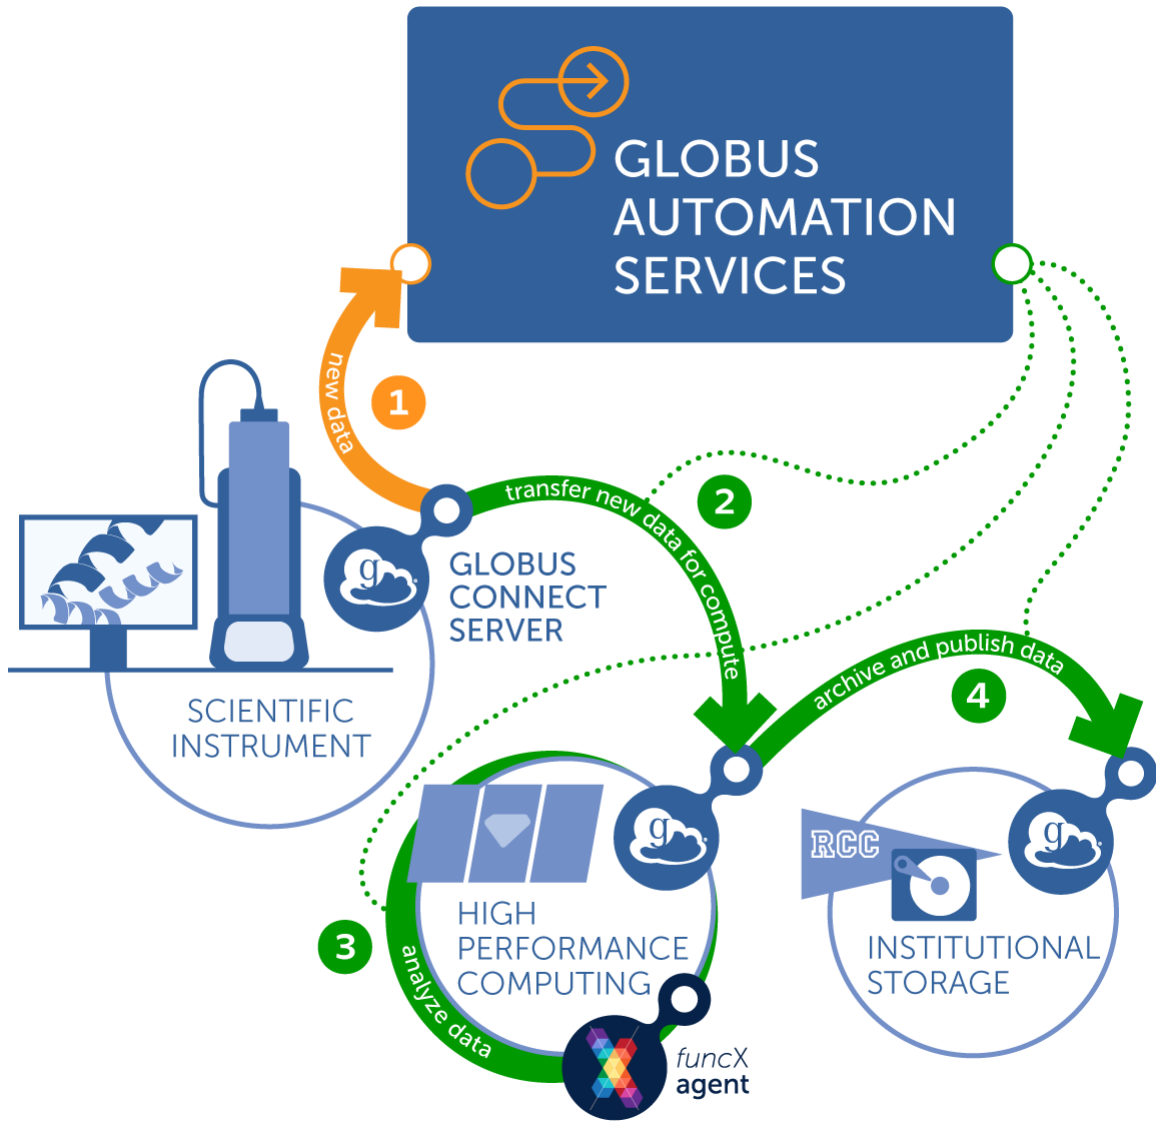 GLOBUS
AUTOMATION
SERVICES
new data
1
transfer new data for compute
2
g
GLOBUS
CONNECT
SERVER
SCIENTIFIC
INSTRUMENT
archive and publish data
4
g
HIGH
PERFORMANCE
COMPUTING
3
analyze data
funcX
agent
RCC
g
INSTITUTIONAL
STORAGE